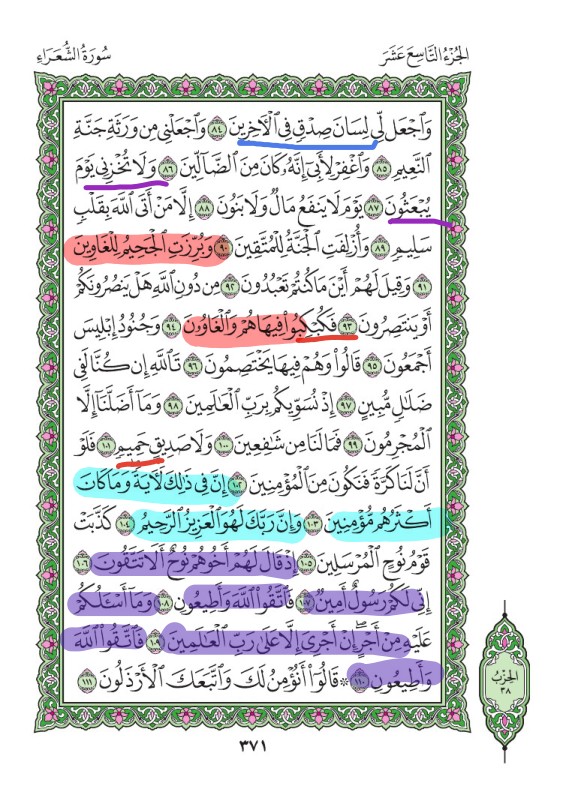 الجُزْءُ التَّاسِعَ عَشَرَ
سُورَةُ الشُّعَرَاءِ
وَٱجۡعَل لِّي لِسَانَ صِدۡقٖ فِي ٱلۡأٓخِرِينَ ٨٤ وَٱجۡعَلۡنِي مِن وَرَثَةِ جَنَّةِ
ٱلنَّعِيمِ ٨٥ وَٱغۡفِرۡ لِأَبِيٓ إِنَّهُۥ كَانَ مِنَ ٱلضَّآلِّينَ ٨٦ وَلَا تُخۡزِنِي يَوۡمَ
يُبۡعَثُونَ ٨٧ يَوۡمَ لَا يَنفَعُ مَالٞ وَلَا بَنُونَ ٨٨ إِلَّا مَنۡ أَتَى ٱللَّهَ بِقَلۡبٖ
سَلِيمٖ ٨٩ وَأُزۡلِفَتِ ٱلۡجَنَّةُ لِلۡمُتَّقِينَ ٩٠ وَبُرِّزَتِ ٱلۡجَحِيمُ لِلۡغَاوِينَ
٩١ وَقِيلَ لَهُمۡ أَيۡنَ مَا كُنتُمۡ تَعۡبُدُونَ ٩٢ مِن دُونِ ٱللَّهِ هَلۡ يَنصُرُونَكُمۡ
أَوۡ يَنتَصِرُونَ ٩٣ فَكُبۡكِبُواْ فِيهَا هُمۡ وَٱلۡغَاوُۥنَ ٩٤ وَجُنُودُ إِبۡلِيسَ
أَجۡمَعُونَ ٩٥ قَالُواْ وَهُمۡ فِيهَا يَخۡتَصِمُونَ ٩٦ تَٱللَّهِ إِن كُنَّا لَفِي
ضَلَٰلٖ مُّبِينٍ ٩٧ إِذۡ نُسَوِّيكُم بِرَبِّ ٱلۡعَٰلَمِينَ ٩٨ وَمَآ أَضَلَّنَآ إِلَّا
ٱلۡمُجۡرِمُونَ ٩٩ فَمَا لَنَا مِن شَٰفِعِينَ ١٠٠ وَلَا صَدِيقٍ حَمِيمٖ ١٠١ فَلَوۡ
أَنَّ لَنَا كَرَّةٗ فَنَكُونَ مِنَ ٱلۡمُؤۡمِنِينَ ١٠٢ إِنَّ فِي ذَٰلِكَ لَأٓيَةٗۖ وَمَا كَانَ
أَكۡثَرُهُم مُّؤۡمِنِينَ ١٠٣ وَإِنَّ رَبَّكَ لَهُوَ ٱلۡعَزِيزُ ٱلرَّحِيمُ ١٠٤ كَذَّبَتۡ
قَوۡمُ نُوحٍ ٱلۡمُرۡسَلِينَ ١٠٥ إِذۡ قَالَ لَهُمۡ أَخُوهُمۡ نُوحٌ أَلَا تَتَّقُونَ ١٠٦
إِنِّي لَكُمۡ رَسُولٌ أَمِينٞ ١٠٧ فَٱتَّقُواْ ٱللَّهَ وَأَطِيعُونِ ١٠٨ وَمَآ أَسۡـَٔلُكُمۡ
عَلَيۡهِ مِنۡ أَجۡرٍۖ إِنۡ أَجۡرِيَ إِلَّا عَلَىٰ رَبِّ ٱلۡعَٰلَمِينَ ١٠٩ فَٱتَّقُواْ ٱللَّهَ
وَأَطِيعُونِ ١١٠ ۞ قَالُوٓاْ أَنُؤۡمِنُ لَكَ وَٱتَّبَعَكَ ٱلۡأَرۡذَلُونَ ١١١
الحِزْبُ
٣٨
٣٧١